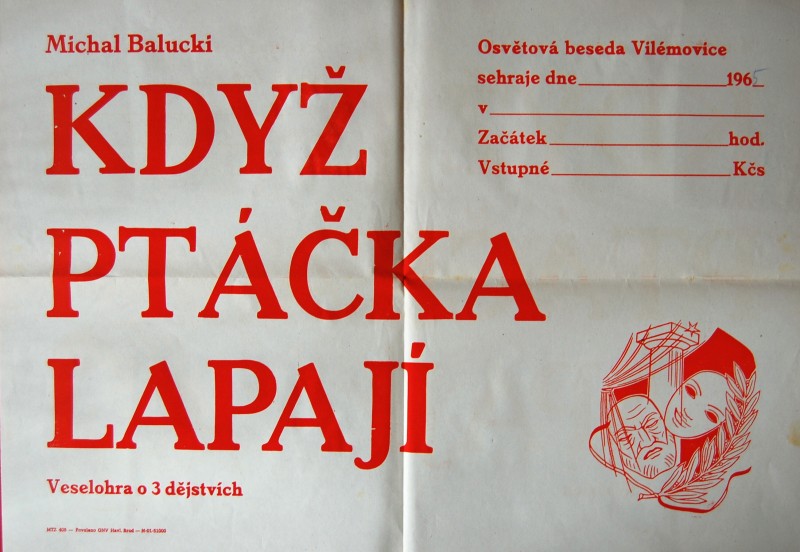 Michal Balucki
KDYŽ
PTÁČKA
LAPAJÍ
Veselohra o 3 dějstvích
Osvětová beseda Vilémovice
sehraje dne 1965
v
Začátek hod.
Vstupné Kčs